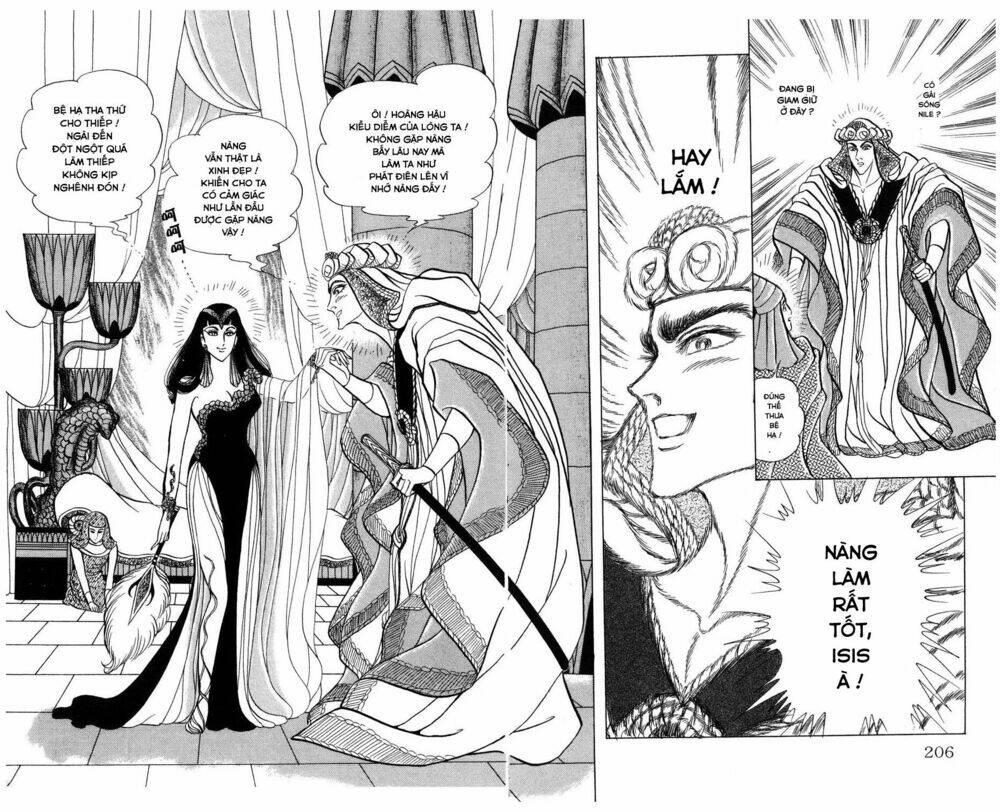 CÔ
GÁI
SÔNG
NILE ?
ĐANG BỊ
GIAM GIỮ
Ở ĐÂY ?
ĐÚNG
THẾ
THƯA
BỆ
HẠ !
HAY
LẮM !
NÀNG
LÀM
RẤT
TỐT,
ISIS
À !
206
ÔI ! HOÀNG HẬU
KIỀU DIỄM CỦA LÒNG TA !
KHÔNG GẶP NÀNG
BẤY LÂU NAY MÀ
LÀM TA NHƯ
PHÁT ĐIÊN LÊN VÌ
NHỚ NÀNG ĐẤY !
NÀNG
VẪN THẬT LÀ
XINH ĐẸP !
KHIẾN CHO TA
CÓ CẢM GIÁC
NHƯ LẦN ĐẦU
ĐƯỢC GẶP NÀNG
VẬY !
呵呵呵
BỆ HẠ THA THỨ
CHO THIẾP !
NGÀI ĐẾN
ĐỘT NGỘT QUÁ
LÀM THIẾP
KHÔNG KỊP
NGHÊNH ĐÓN !